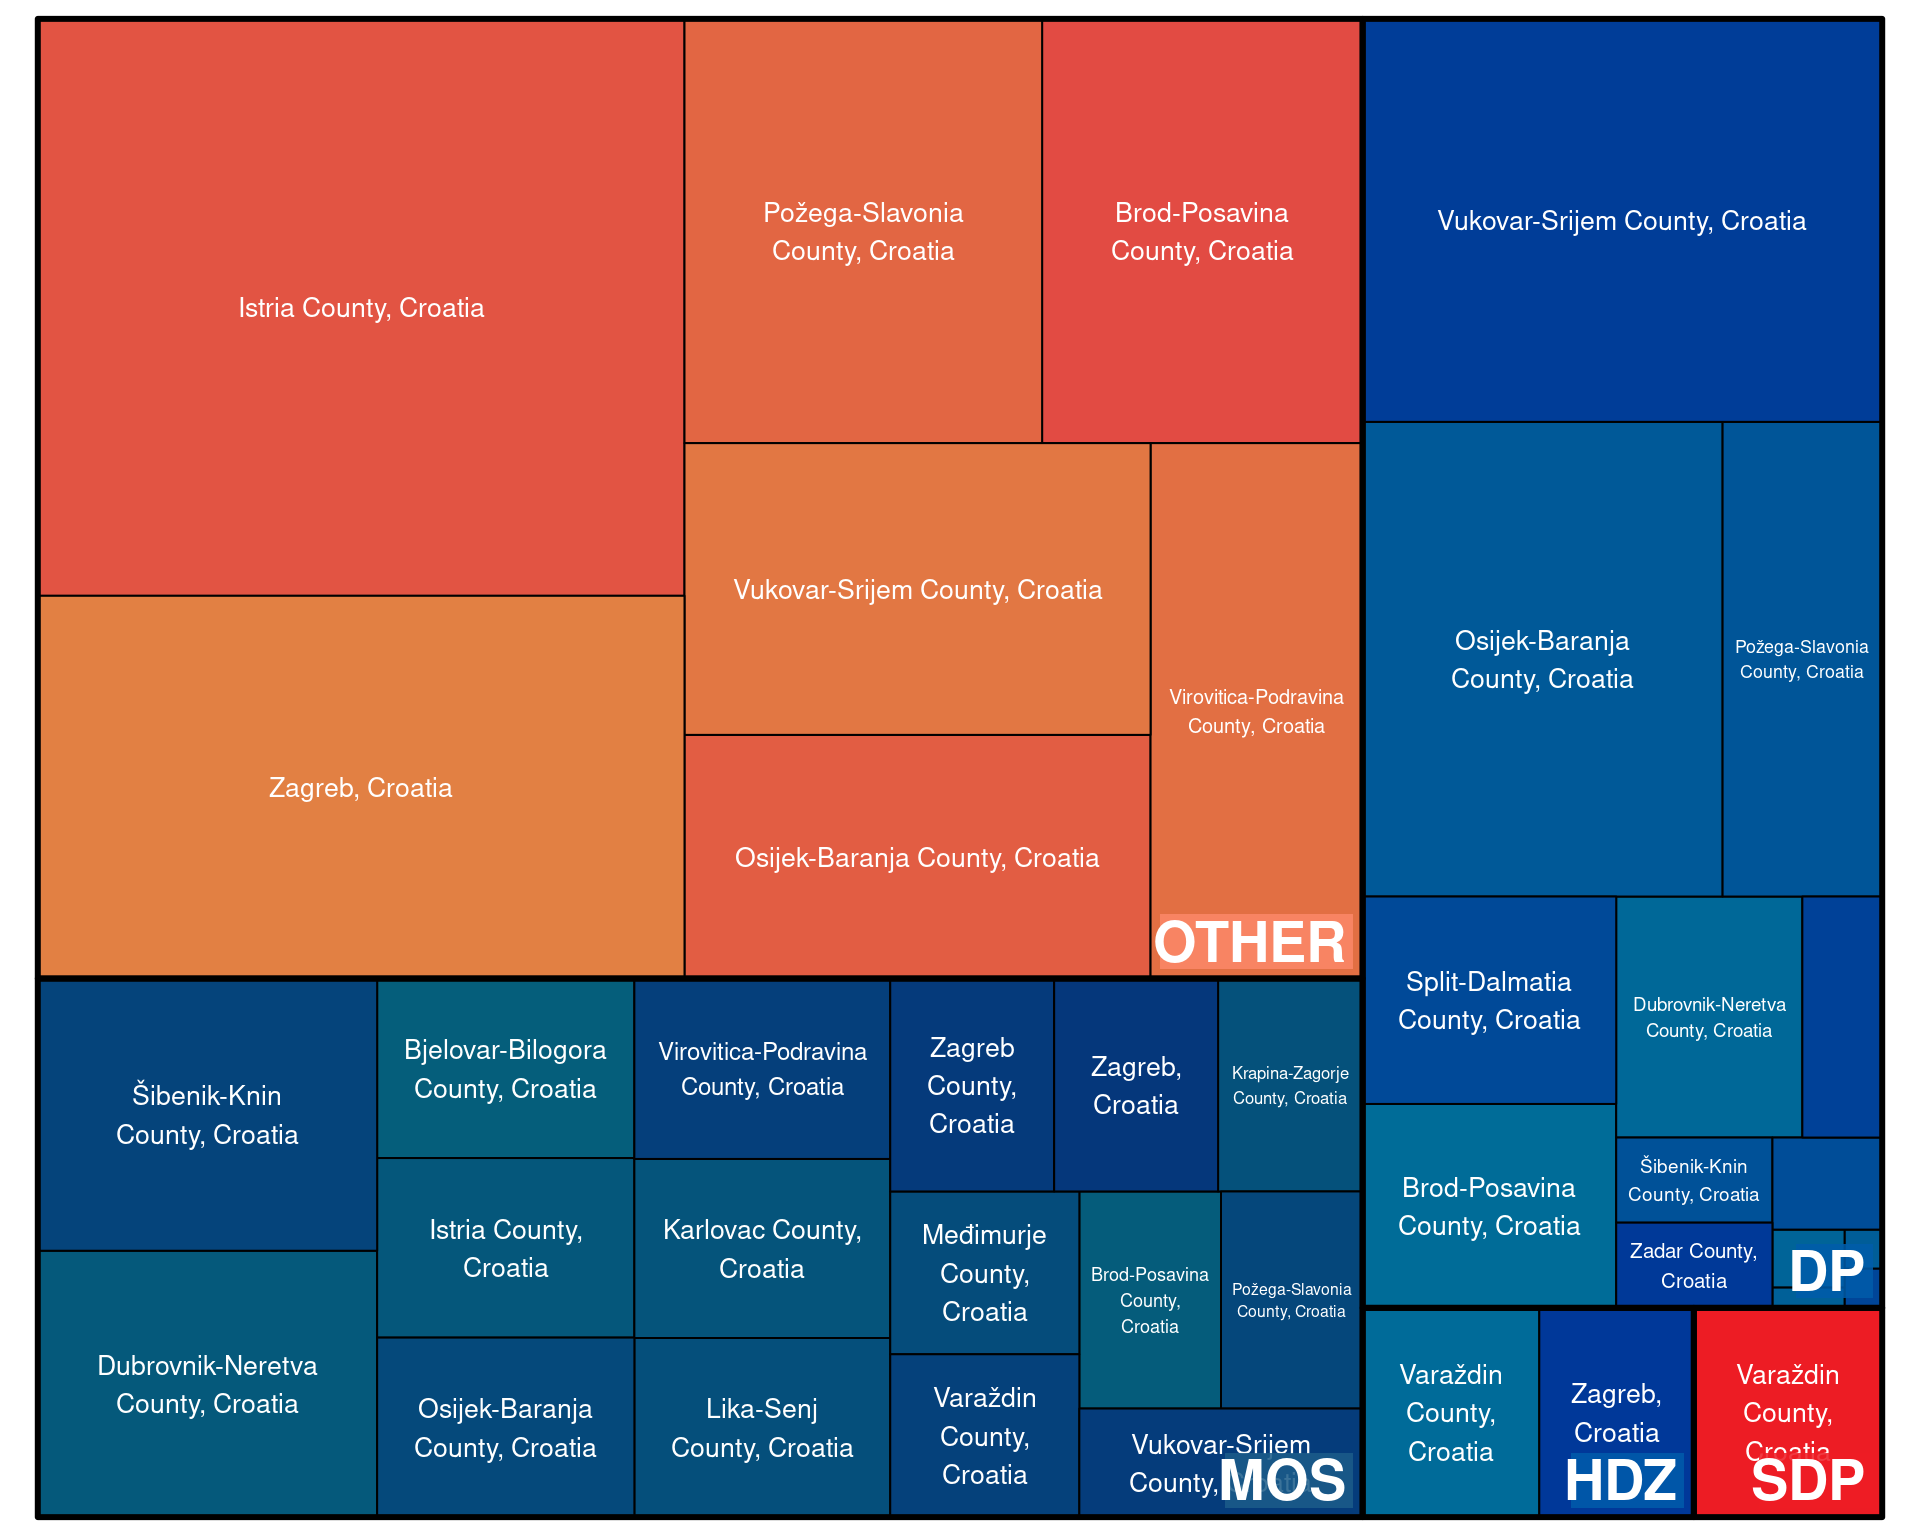 Istria County, Croatia
Požega-Slavonia
County, Croatia
Brod-Posavina
County, Croatia
Zagreb, Croatia
Vukovar-Srijem County, Croatia
Virovitica-Podravina
County, Croatia
Osijek-Baranja County, Croatia
OTHER
Vukovar-Srijem County, Croatia
Osijek-Baranja
County, Croatia
Požega-Slavonia
County, Croatia
Split-Dalmatia
County, Croatia
Dubrovnik-Neretva
County, Croatia
Brod-Posavina
County, Croatia
Šibenik-Knin
County, Croatia
Zadar County,
Croatia
DP
Šibenik-Knin
County, Croatia
Dubrovnik-Neretva
County, Croatia
Bjelovar-Bilogora
County, Croatia
Istria County,
Croatia
Osijek-Baranja
County, Croatia
Virovitica-Podravina
County, Croatia
Karlovac County,
Croatia
Lika-Senj
County, Croatia
Zagreb
County,
Croatia
Zagreb,
Croatia
Krapina-Zagorje
County, Croatia
Međimurje
County,
Croatia
Varaždin
County,
Croatia
Brod-Posavina
County,
Croatia
Požega-Slavonia
County, Croatia
Vukovar-Srijem
County, Croatia
MOS
Varaždin
County,
Croatia
Zagreb,
Croatia
HDZ
Varaždin
County,
Croatia
SDP